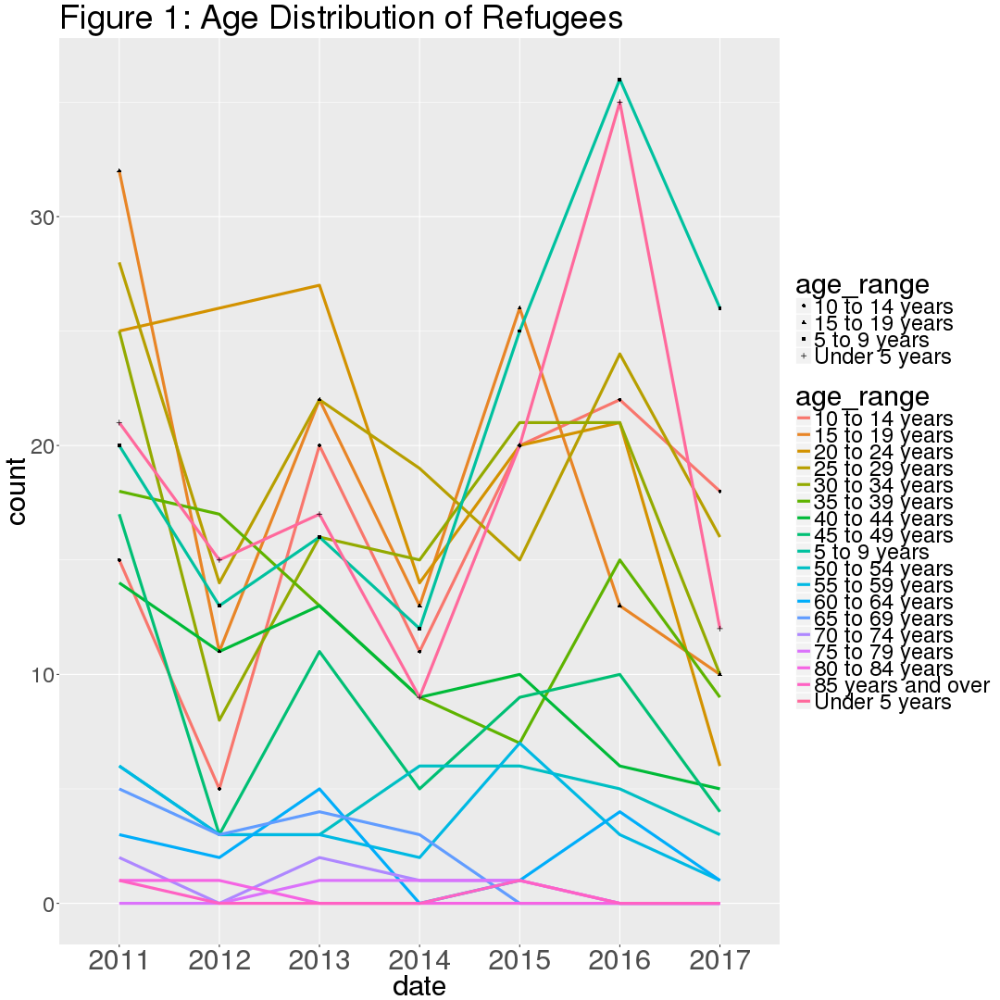 Figure 1: Age Distribution of Refugees
30
20
10
0
count
2011 2012 2013 2014 2015 2016 2017
date
age_range
10 to 14 years
15 to 19 years
5 to 9 years
Under 5 years
age_range
10 to 14 years
15 to 19 years
20 to 24 years
25 to 29 years
30 to 34 years
35 to 39 years
40 to 44 years
45 to 49 years
5 to 9 years
50 to 54 years
55 to 59 years
60 to 64 years
65 to 69 years
70 to 74 years
75 to 79 years
80 to 84 years
85 years and over
Under 5 years